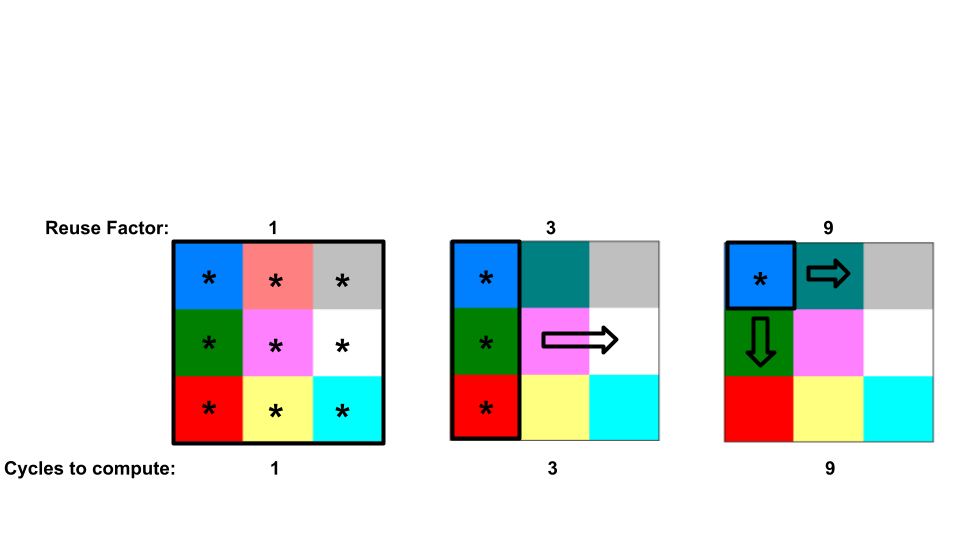 Reuse Factor: 1 3 9
* * * * *
* * * *
* * * *
Cycles to compute: 1 3 9